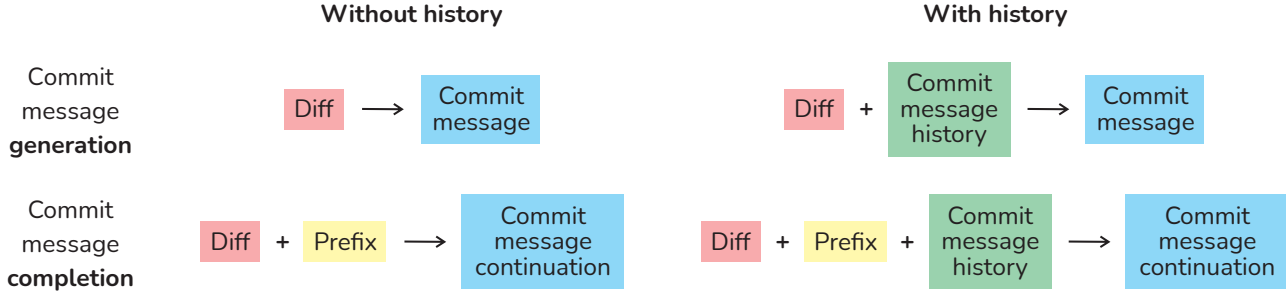 Without history
With history
Commit
message
generation
Diff
Commit
message
Diff
+
Commit
message
history
Commit
message
Commit
message
completion
Diff
+
Prefix
Commit
message
continuation
Diff
+
Prefix
+
Commit
message
history
Commit
message
continuation